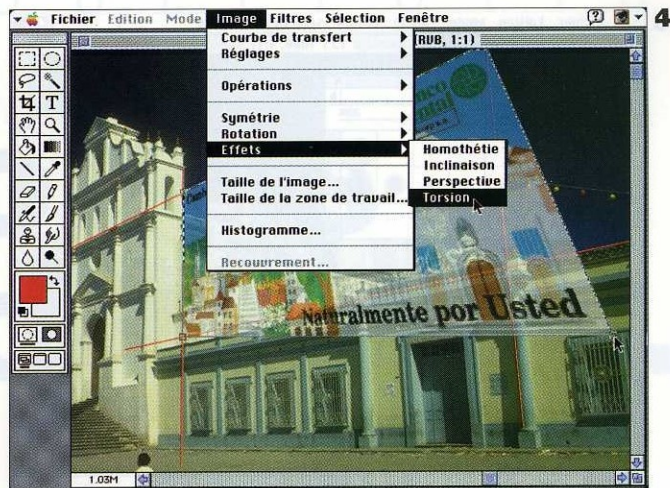 4
Fichier Edition Mode Image Filtres Sélection Fenêtre
(RVB, 1:1)
Courbe de transfert
Réglages
Opérations
Symétrie
Rotation
Effets
Homothétie
Inclinaison
Perspective
Torsion
Taille de l'image...
Taille de la zone de travail...
Histogramme...
Recouvrement...
nco
ental
T
Naturalmente por Usted
1.03M